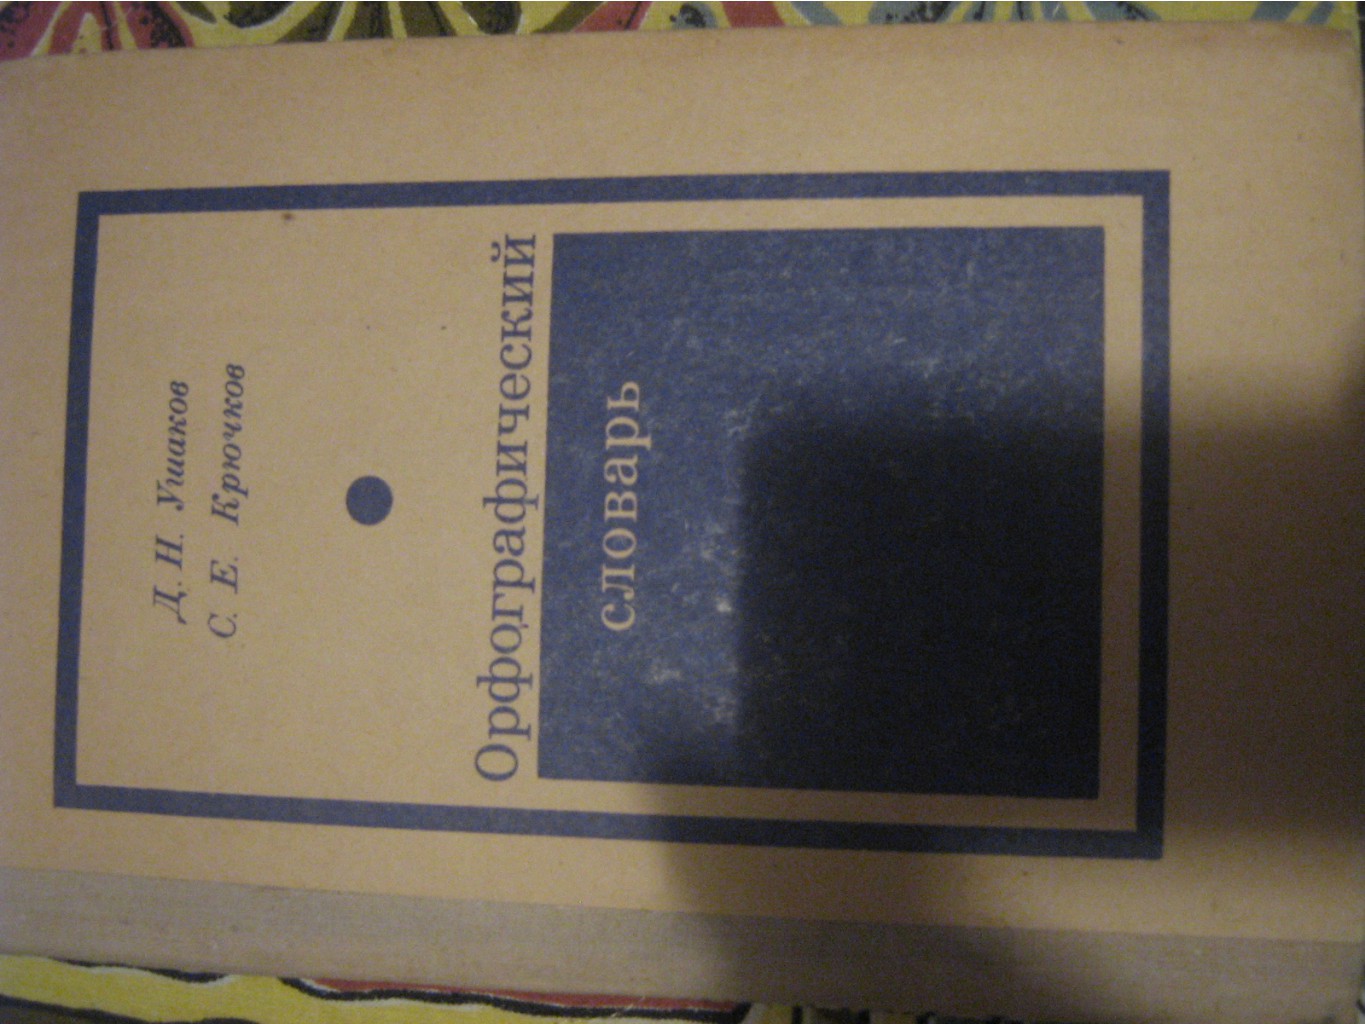 Д. Н. Ушаков
С. Е. Крючков
Орфографический
словарь